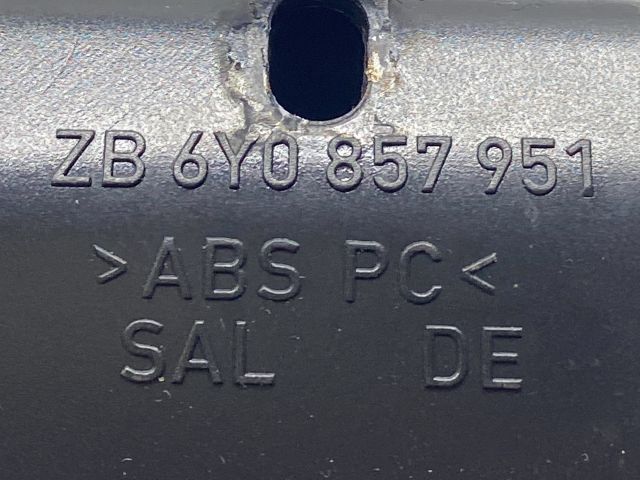 ZB 6Y0 857 951
>ABS PC<
SAL DE